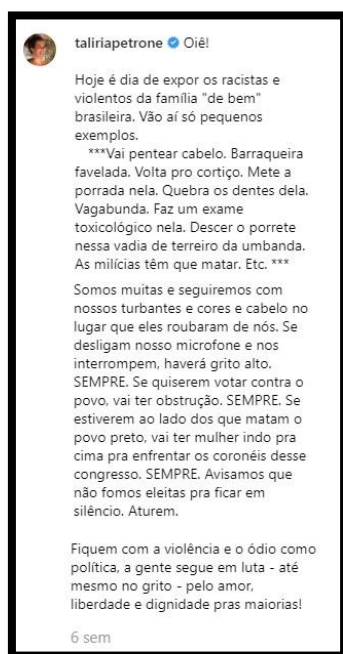 taliriapetrone Oiê!
Hoje é dia de expor os racistas e
violentos da família "de bem"
brasileira. Vão aí só pequenos
exemplos.
***Vai pentear cabelo. Barraqueira
favelada. Volta pro cortiço. Mete a
porrada nela. Quebra os dentes dela.
Vagabunda. Faz um exame
toxicológico nela. Descer o porrete
nessa vadia de terreiro da umbanda.
As milícias têm que matar. Etc. ***
Somos muitas e seguiremos com
nossos turbantes e cores e cabelo no
lugar que eles roubaram de nós. Se
desligam nosso microfone e nos
interrompem, haverá grito alto.
SEMPRE. Se quiserem votar contra o
povo, vai ter obstrução. SEMPRE. Se
estiverem ao lado dos que matam o
povo preto, vai ter mulher indo pra
cima pra enfrentar os coronéis desse
congresso. SEMPRE. Avisamos que
não fomos eleitas pra ficar em
silêncio. Aturem.
Fiquem com a violência e o ódio como
política, a gente segue em luta - até
mesmo no grito - pelo amor,
liberdade e dignidade pras maiorias!
6 sem